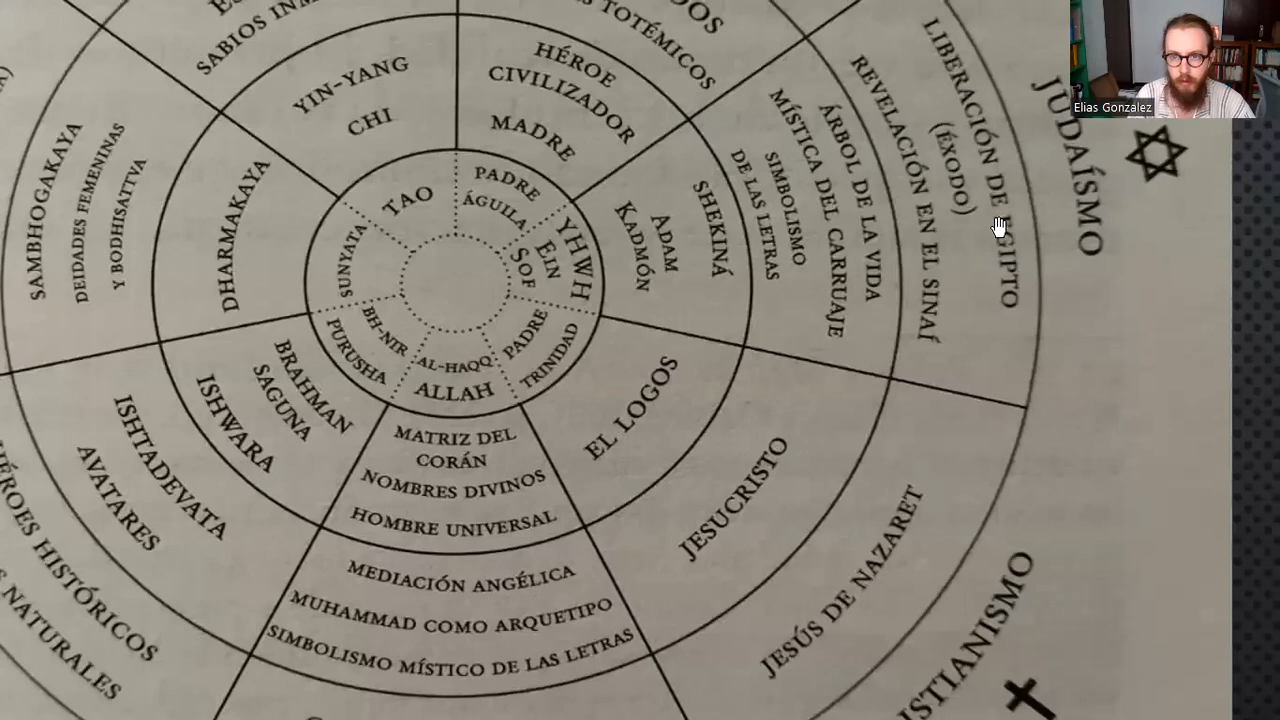 Elias Gonzalez
SABIOS
TOTÉMICOS
YIN-YANG
CHI
HÉROE
CIVILIZADOR
MADRE
TAO
PADRE
ÁGUILA
YHWH
EIN
SOF
SHEKINÁ
ADAM
KADMÓN
ÁRBOL DE LA VIDA
MÍSTICA DEL CARRUAJE
SIMBOLISMO
DE LAS LETRAS
LIBERACIÓN DE EGIPTO
(ÉXODO)
REVELACIÓN EN EL SINAÍ
JUDAÍSMO
SAMBHOGAKAYA
DEIDADES FEMENINAS
Y BODHISATTVA
DHARMAKAYA
SUNYATA
BH-NIR
PURUSHA
AL-HAQQ
ALLAH
PADRE
TRINIDAD
BRAHMAN
SAGUNA
ISHWARA
ISHTADEVATA
AVATARES
HÉROES HISTÓRICOS
NATURALES
MATRIZ DEL
CORÁN
NOMBRES DIVINOS
HOMBRE UNIVERSAL
MEDIACIÓN ANGÉLICA
MUHAMMAD COMO ARQUETIPO
SIMBOLISMO MÍSTICO DE LAS LETRAS
EL LOGOS
JESUCRISTO
JESÚS DE NAZARET
ISTIANISMO